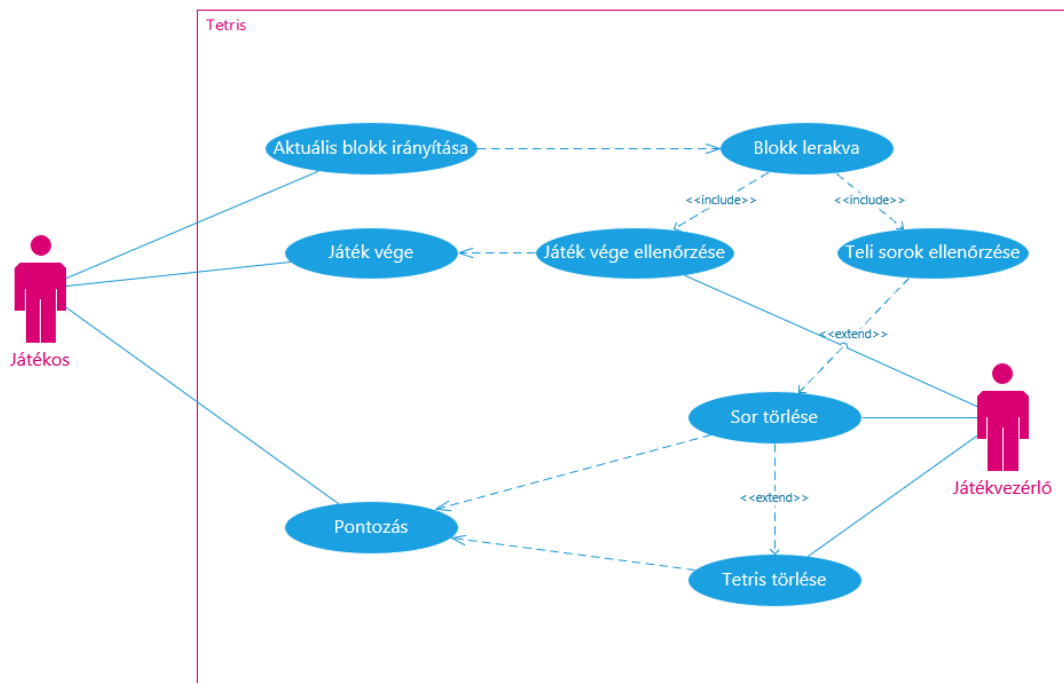 Tetris
Aktuális blokk irányítása
Blokk lerakva
<<include>>
<<include>>
Játék vége
Játék vége ellenőrzése
Teli sorok ellenőrzése
<<extend>>
Játékos
Sor törlése
Játékvezérlő
<<extend>>
Pontozás
Tetris törlése